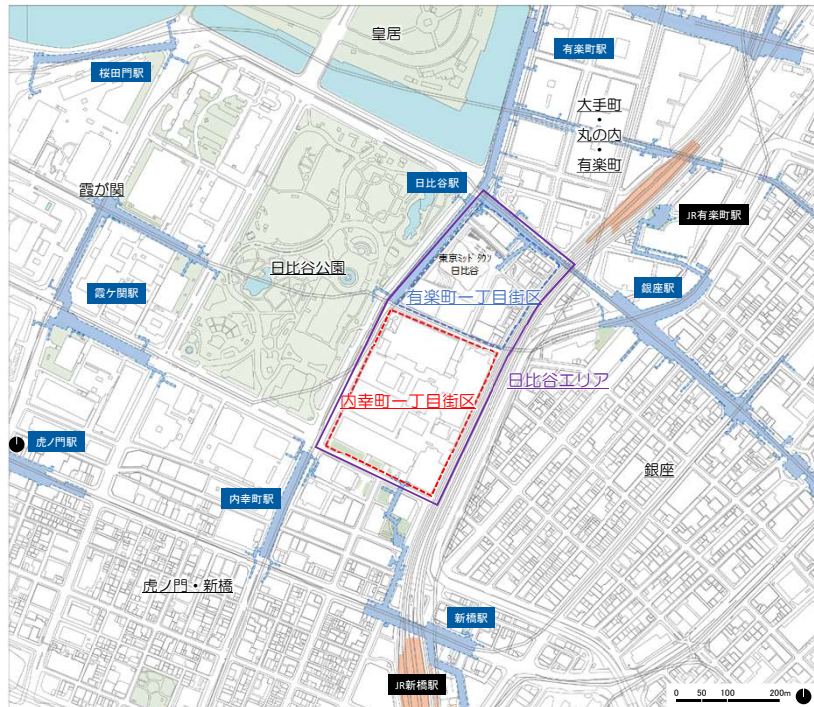 皇居
有楽町駅
桜田門駅
大手町
・
丸の内
・
有楽町
日比谷駅
霞が関
JR有楽町駅
東京ミッドタウン
日比谷
日比谷公園
霞ケ関駅
銀座駅
有楽町一丁目街区
日比谷エリア
内幸町一丁目街区
虎ノ門駅
銀座
内幸町駅
虎ノ門・新橋
新橋駅
JR新橋駅
0 50 100 200m